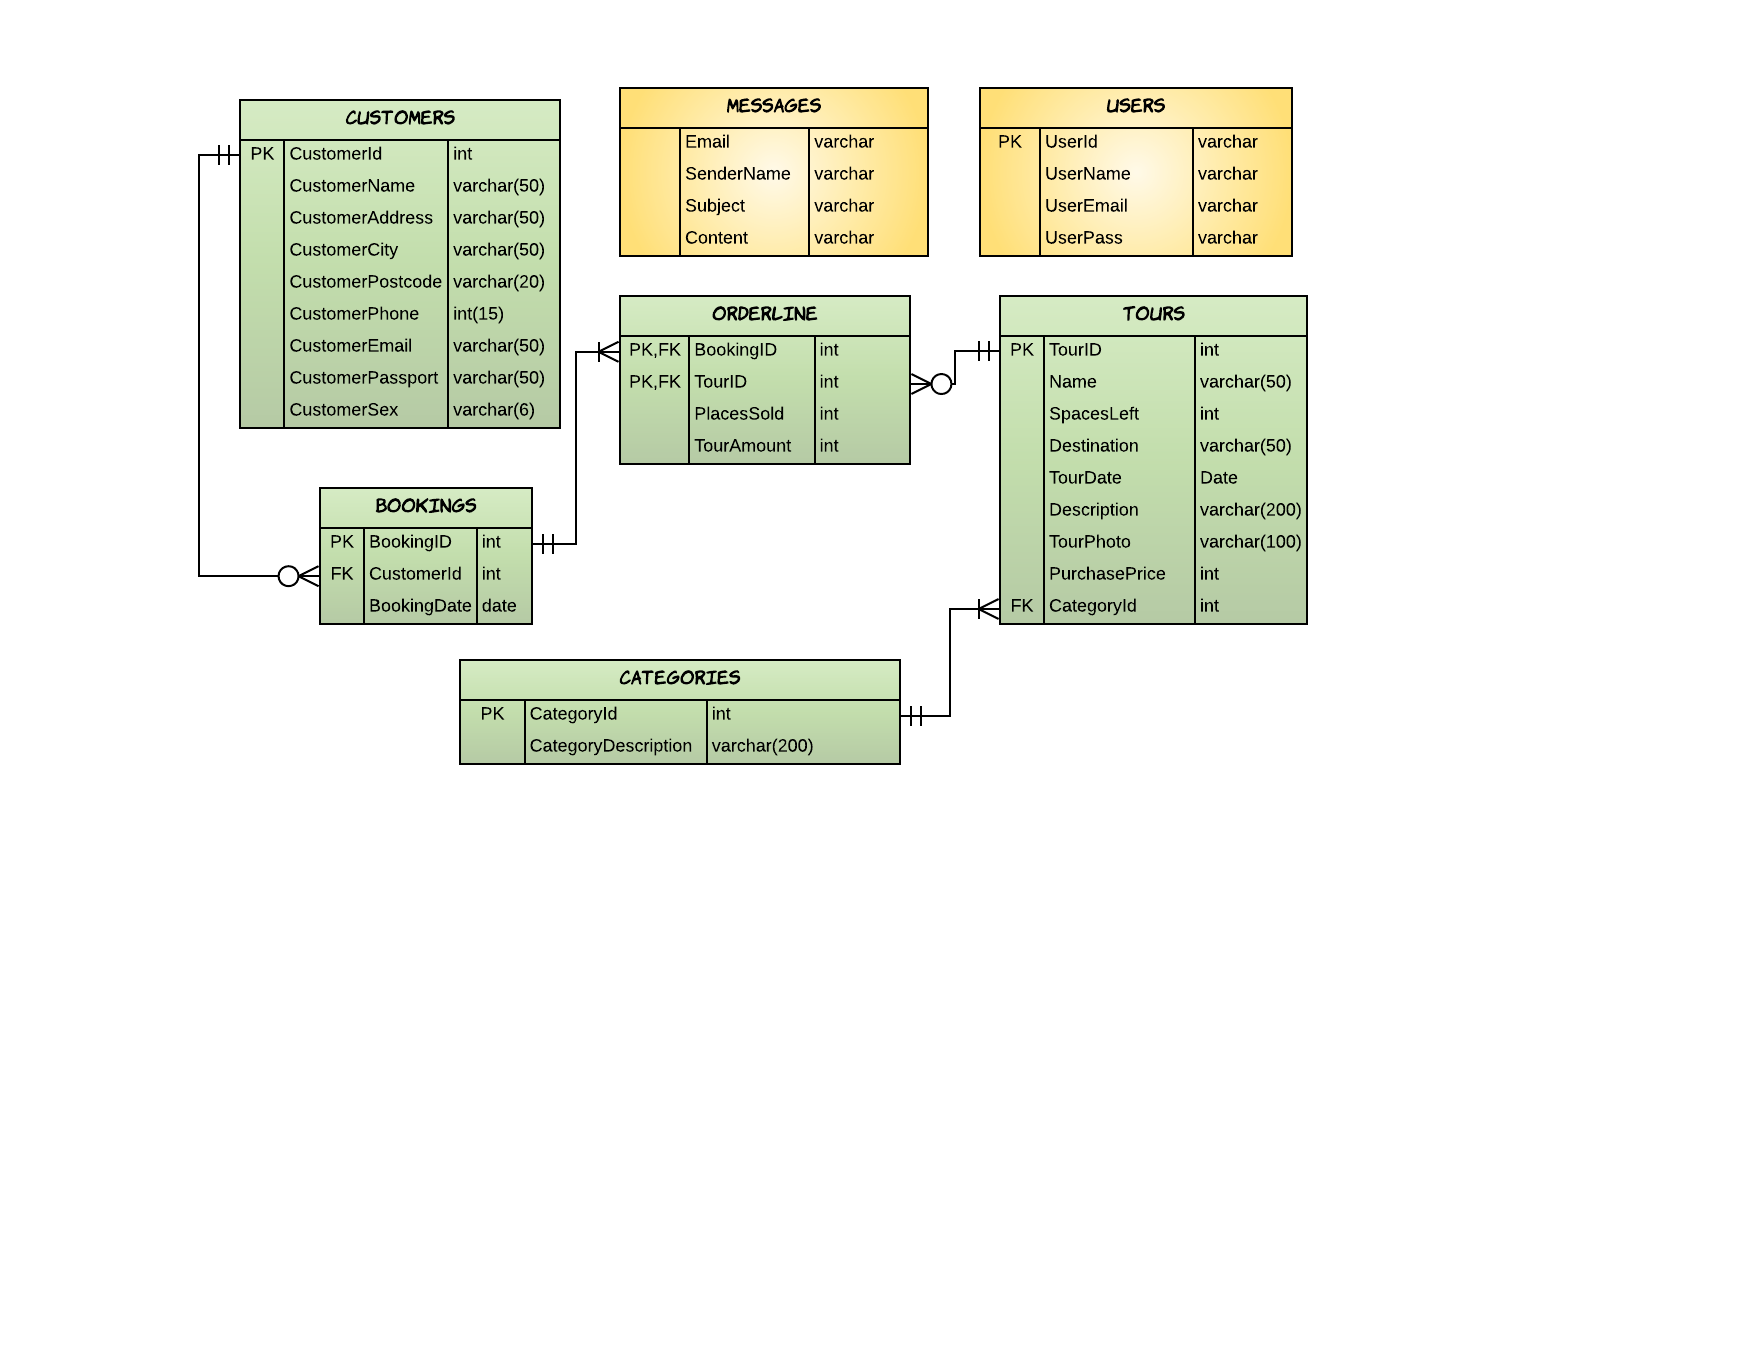 CUSTOMERS
PK CustomerId int
CustomerName varchar(50)
CustomerAddress varchar(50)
CustomerCity varchar(50)
CustomerPostcode varchar(20)
CustomerPhone int(15)
CustomerEmail varchar(50)
CustomerPassport varchar(50)
CustomerSex varchar(6)
MESSAGES
Email varchar
SenderName varchar
Subject varchar
Content varchar
USERS
PK UserId varchar
UserName varchar
UserEmail varchar
UserPass varchar
ORDERLINE
PK,FK BookingID int
PK,FK TourID int
PlacesSold int
TourAmount int
TOURS
PK TourID int
Name varchar(50)
SpacesLeft int
Destination varchar(50)
TourDate Date
Description varchar(200)
TourPhoto varchar(100)
PurchasePrice int
FK CategoryId int
BOOKINGS
PK BookingID int
FK CustomerId int
BookingDate date
CATEGORIES
PK CategoryId int
CategoryDescription varchar(200)